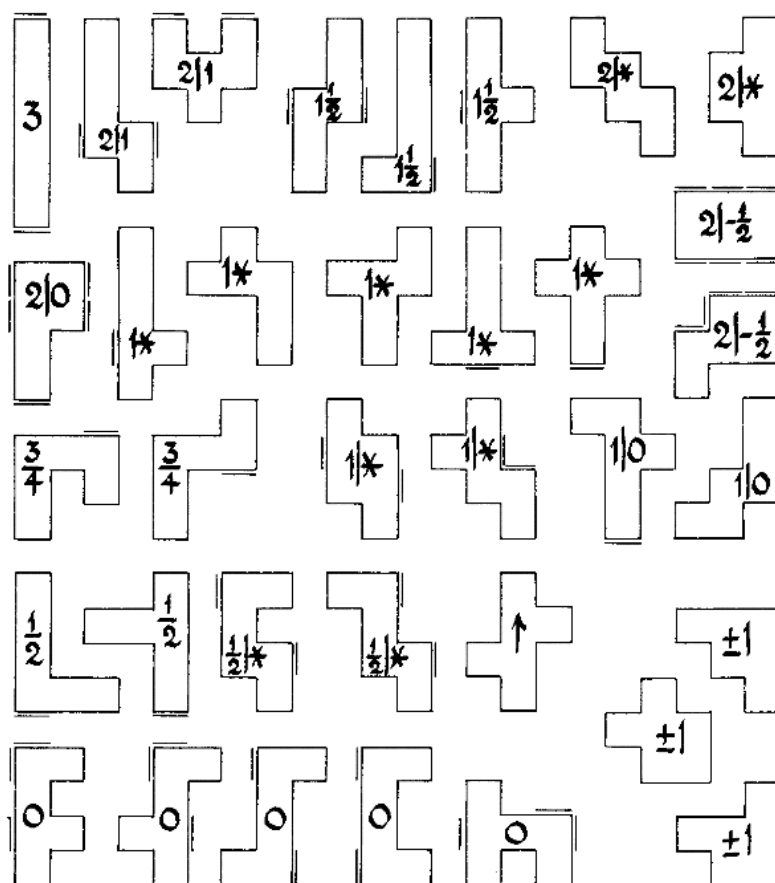 3 2|1 2|1 1½ 1½ 1½ 2|* 2|*
2|-½
2|0 1* 1* 1* 1* 1* 2|-½
¾ ¾ 1|* 1|* 1|0 1|0
½ ½ ½|* ½|* ↑ ±1
±1
0 0 0 0 0 ±1